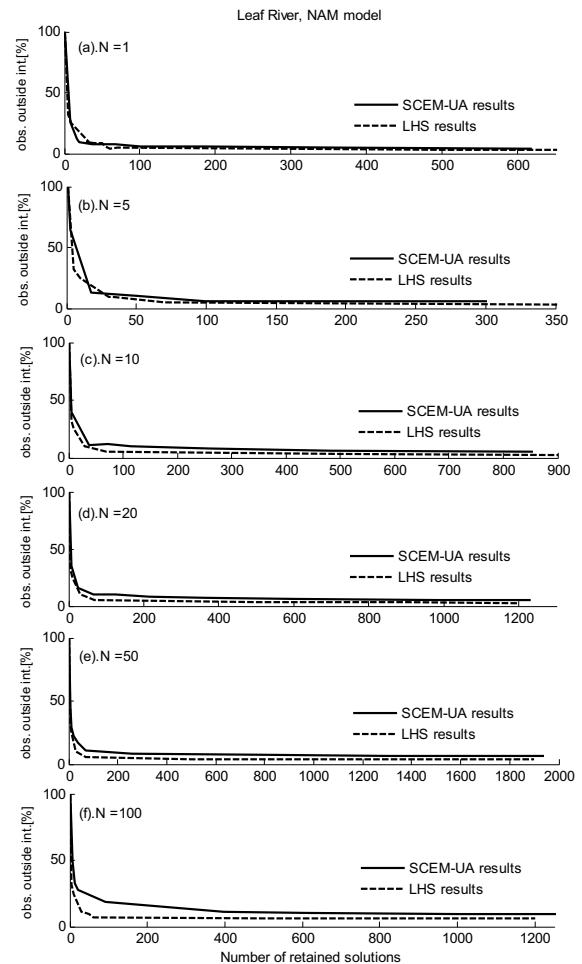 Leaf River, NAM model
100
50
0
obs. outside int.[%]
(a).N =1
SCEM-UA results
LHS results
0 100 200 300 400 500 600
100
50
0
obs. outside int.[%]
(b).N =5
SCEM-UA results
LHS results
0 50 100 150 200 250 300 350
100
50
0
obs. outside int.[%]
(c).N =10
SCEM-UA results
LHS results
0 100 200 300 400 500 600 700 800 900
100
50
0
obs. outside int.[%]
(d).N =20
SCEM-UA results
LHS results
0 200 400 600 800 1000 1200
100
50
0
obs. outside int.[%]
(e).N =50
SCEM-UA results
LHS results
0 200 400 600 800 1000 1200 1400 1600 1800 2000
100
50
0
obs. outside int.[%]
(f).N =100
SCEM-UA results
LHS results
0 200 400 600 800 1000 1200
Number of retained solutions